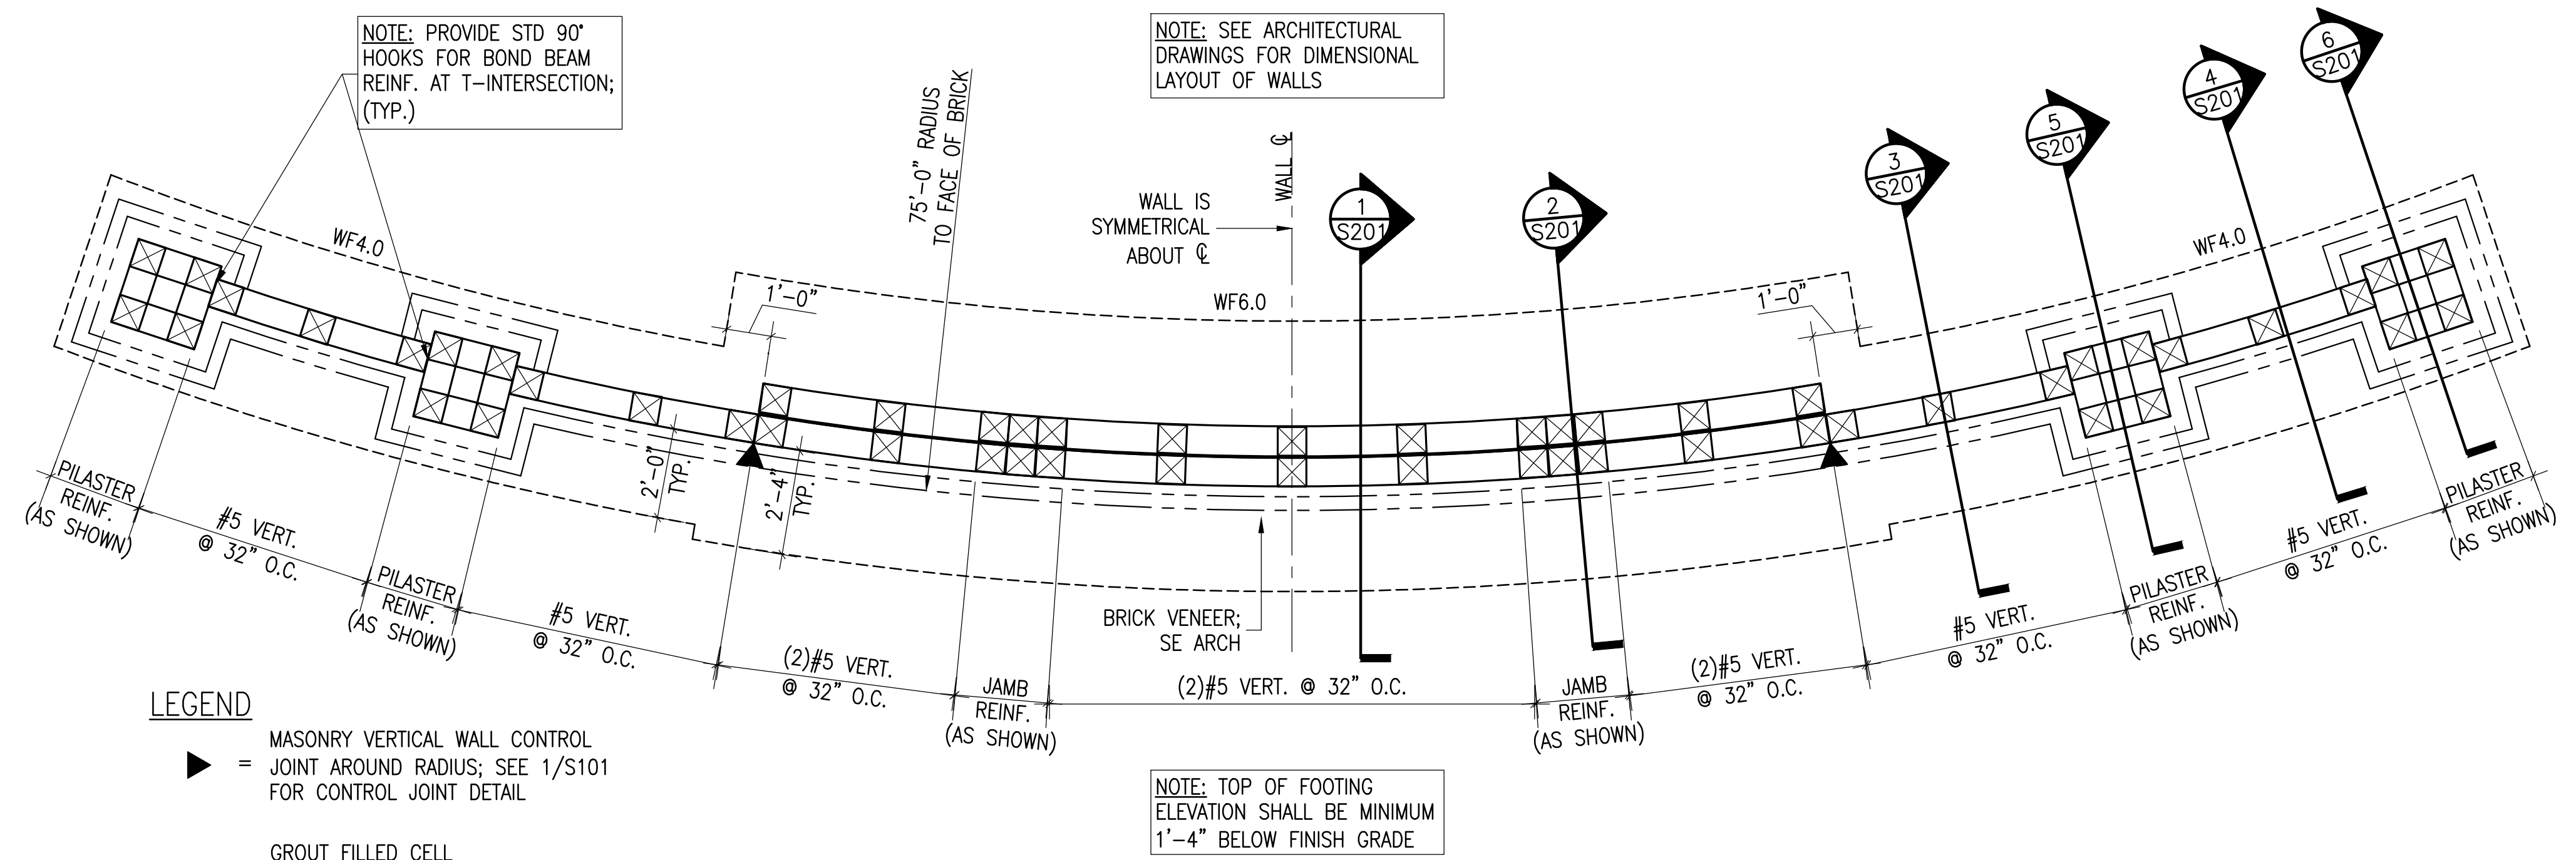 NOTE: PROVIDE STD 90°
HOOKS FOR BOND BEAM
REINF. AT T-INTERSECTION;
(TYP.)
NOTE: SEE ARCHITECTURAL
DRAWINGS FOR DIMENSIONAL
LAYOUT OF WALLS
75'-0" RADIUS
TO FACE OF BRICK
WALL ℄
WALL IS
SYMMETRICAL
ABOUT ℄
1
S201
2
S201
3
S201
5
S201
4
S201
6
S201
WF4.0
1'-0"
WF6.0
1'-0"
WF4.0
2'-0"
TYP.
2'-4"
TYP.
PILASTER
REINF.
(AS SHOWN)
#5 VERT.
@ 32" O.C.
PILASTER
REINF.
(AS SHOWN)
#5 VERT.
@ 32" O.C.
(2)#5 VERT.
@ 32" O.C.
JAMB
REINF.
(AS SHOWN)
BRICK VENEER;
SE ARCH
(2)#5 VERT. @ 32" O.C.
JAMB
REINF.
(AS SHOWN)
(2)#5 VERT.
@ 32" O.C.
#5 VERT.
@ 32" O.C.
PILASTER
REINF.
(AS SHOWN)
#5 VERT.
@ 32" O.C.
PILASTER
REINF.
(AS SHOWN)
LEGEND
= MASONRY VERTICAL WALL CONTROL
JOINT AROUND RADIUS; SEE 1/S101
FOR CONTROL JOINT DETAIL
GROUT FILLED CELL
NOTE: TOP OF FOOTING
ELEVATION SHALL BE MINIMUM
1'-4" BELOW FINISH GRADE